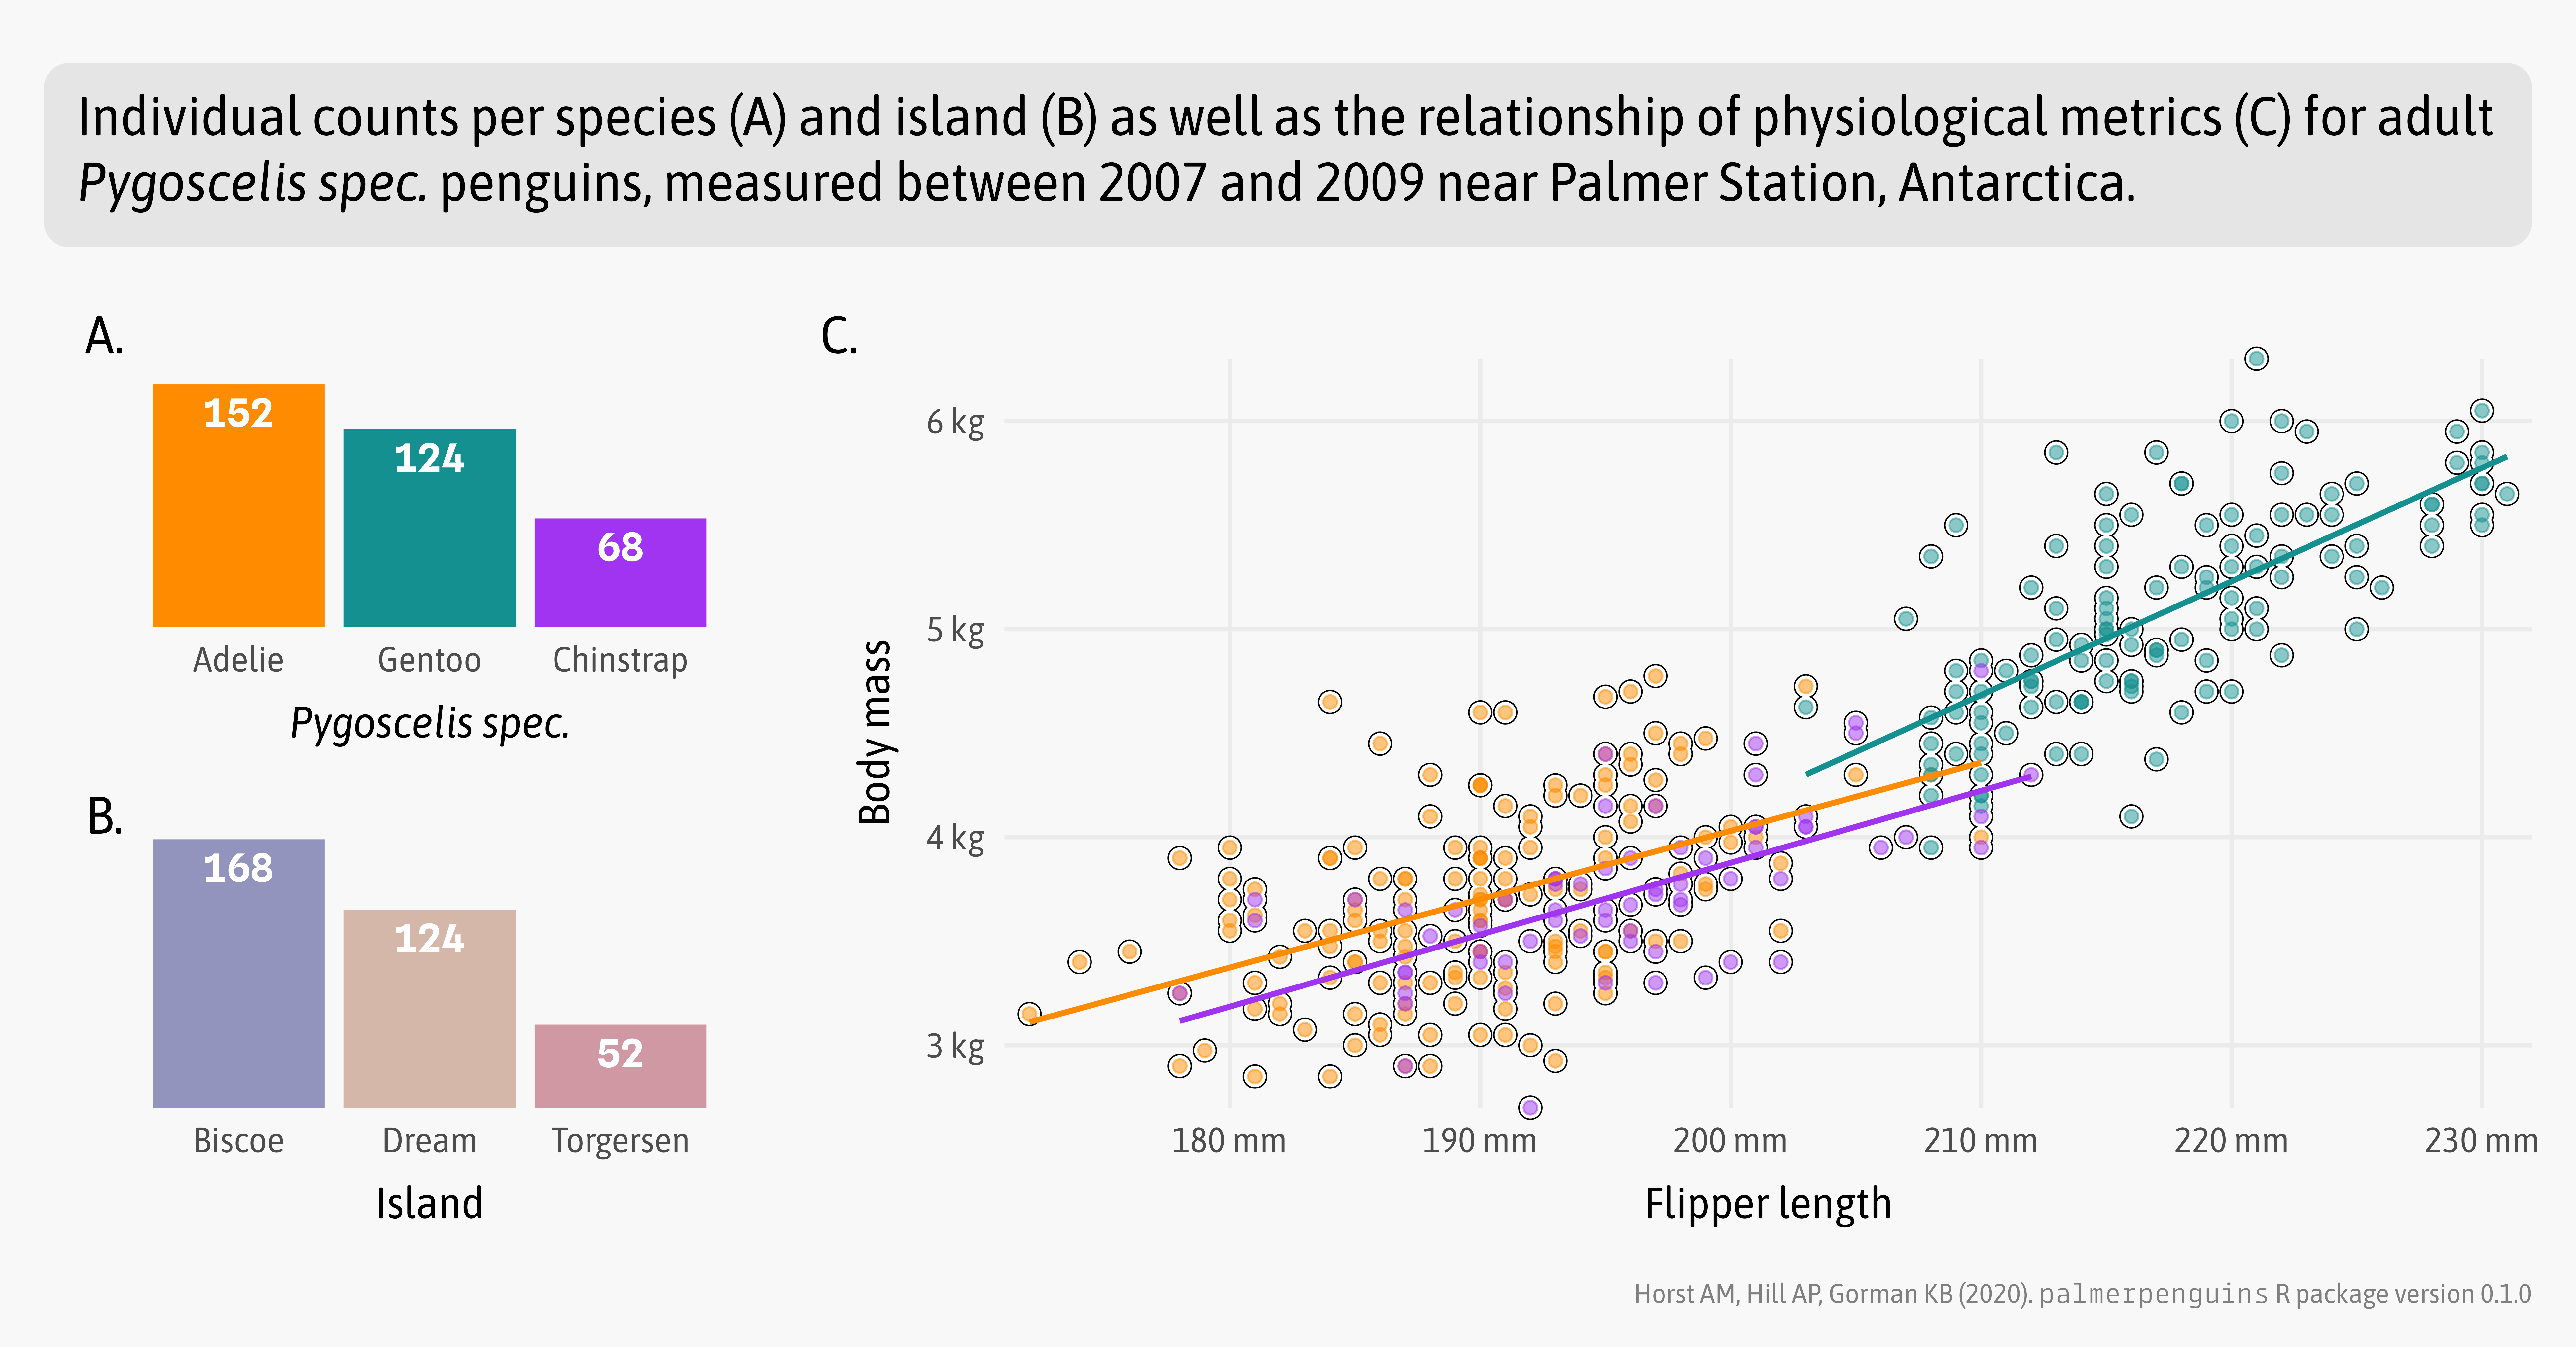 Individual counts per species (A) and island (B) as well as the relationship of physiological metrics (C) for adult
Pygoscelis spec. penguins, measured between 2007 and 2009 near Palmer Station, Antarctica.
A.
152
124
68
Adelie
Gentoo
Chinstrap
Pygoscelis spec.
B.
168
124
52
Biscoe
Dream
Torgersen
Island
C.
Body mass
6 kg
5 kg
4 kg
3 kg
180 mm
190 mm
200 mm
210 mm
220 mm
230 mm
Flipper length
Horst AM, Hill AP, Gorman KB (2020). palmerpenguins R package version 0.1.0